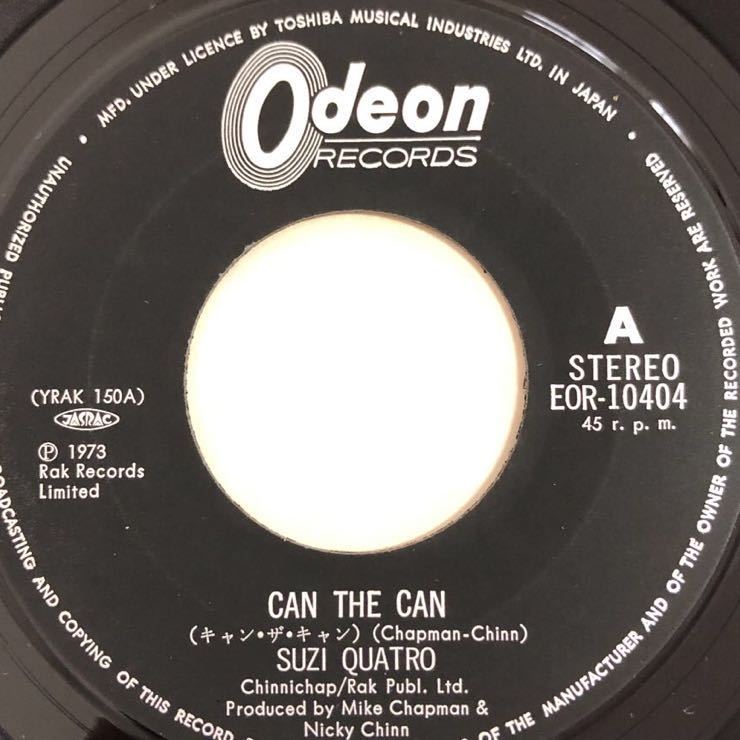 MFD. UNDER LICENCE BY TOSHIBA MUSICAL INDUSTRIES LTD. IN JAPAN
Odeon
RECORDS
A
STEREO
EOR-10404
45 r. p. m.
(YRAK 150A)
JASRAC
Ⓟ 1973
Rak Records
Limited
CAN THE CAN
(キャン・ザ・キャン) (Chapman-Chinn)
SUZI QUATRO
Chinnichap/Rak Publ. Ltd.
Produced by Mike Chapman &
Nicky Chinn
OF THE MANUFACTURER AND OF THE OWNER OF THE RECORDED WORK ARE RESERVED
UNAUTHORIZED
AND COPYING OF THIS RECORD